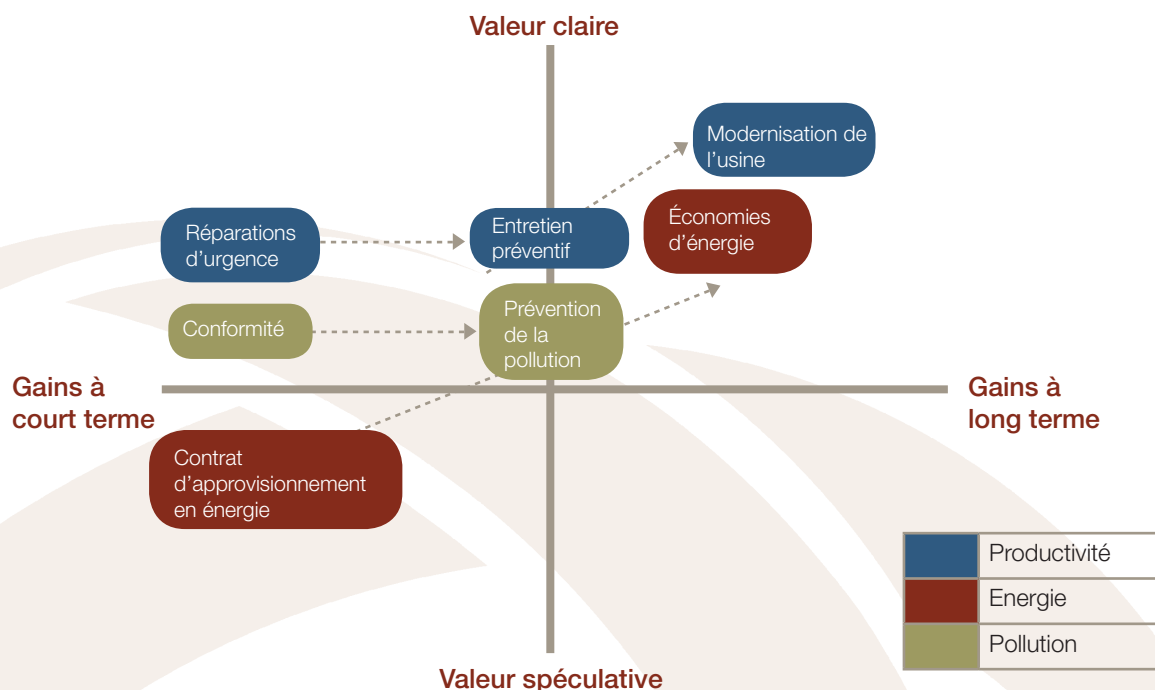 Valeur claire
Modernisation de
l'usine
Économies
d'énergie
Entretien
préventif
Réparations
d'urgence
Prévention
de la
pollution
Conformité
Gains à
court terme
Gains à
long terme
Contrat
d'approvisionnement
en énergie
Productivité
Energie
Pollution
Valeur spéculative